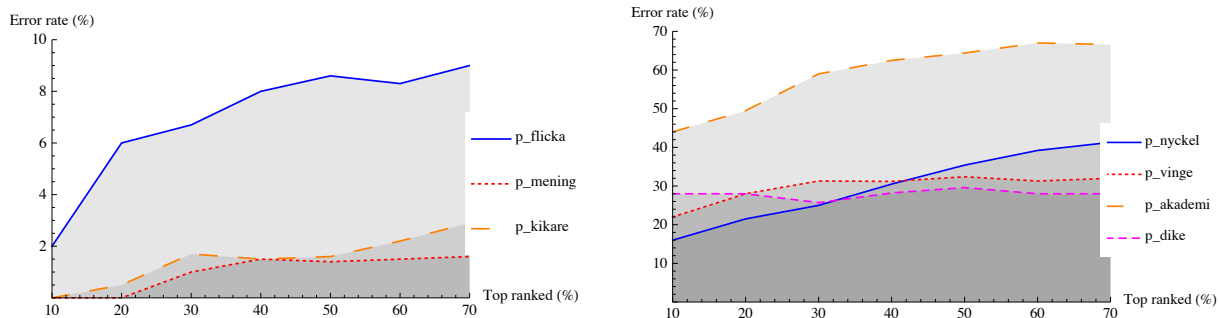 Error rate (%)
10
8
6
4
2
10 20 30 40 50 60 70
Top ranked (%)
p_flicka
p_mening
p_kikare
Error rate (%)
70
60
50
40
30
20
10
10 20 30 40 50 60 70
Top ranked (%)
p_nyckel
p_vinge
p_akademi
p_dike